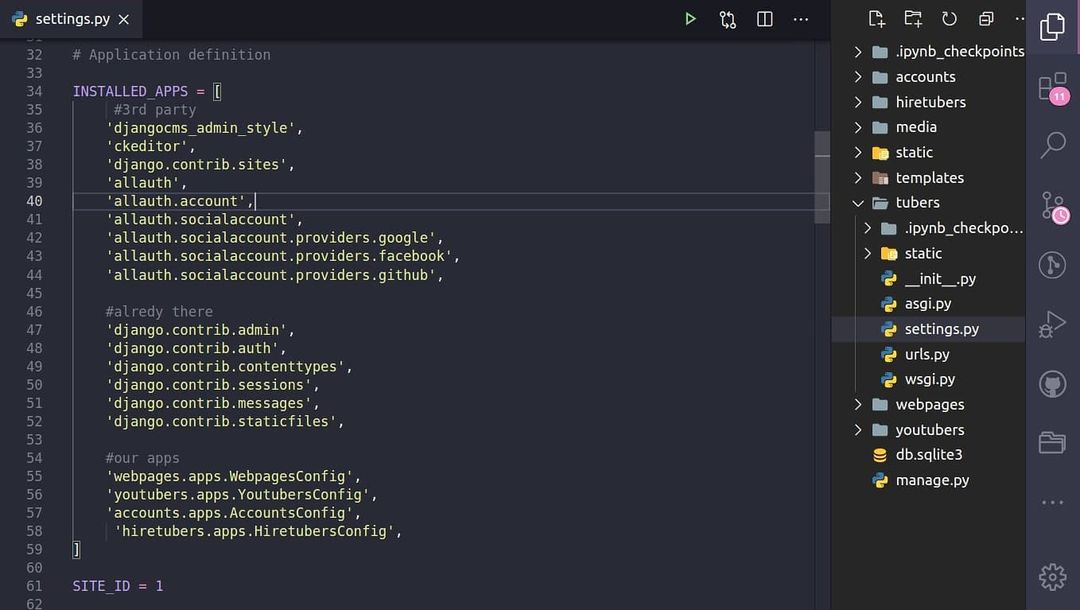 settings.py
31
32 # Application definition
33
34 INSTALLED_APPS = [
35 #3rd party
36 'djangocms_admin_style',
37 'ckeditor',
38 'django.contrib.sites',
39 'allauth',
40 'allauth.account',
41 'allauth.socialaccount',
42 'allauth.socialaccount.providers.google',
43 'allauth.socialaccount.providers.facebook',
44 'allauth.socialaccount.providers.github',
45
46 #alredy there
47 'django.contrib.admin',
48 'django.contrib.auth',
49 'django.contrib.contenttypes',
50 'django.contrib.sessions',
51 'django.contrib.messages',
52 'django.contrib.staticfiles',
53
54 #our apps
55 'webpages.apps.WebpagesConfig',
56 'youtubers.apps.YoutubersConfig',
57 'accounts.apps.AccountsConfig',
58 'hiretubers.apps.HiretubersConfig',
59 ]
60
61 SITE_ID = 1
62
.ipynb_checkpoints
accounts
hiretubers
media
static
templates
tubers
.ipynb_checkpo...
static
__init__.py
asgi.py
settings.py
urls.py
wsgi.py
webpages
youtubers
db.sqlite3
manage.py
11